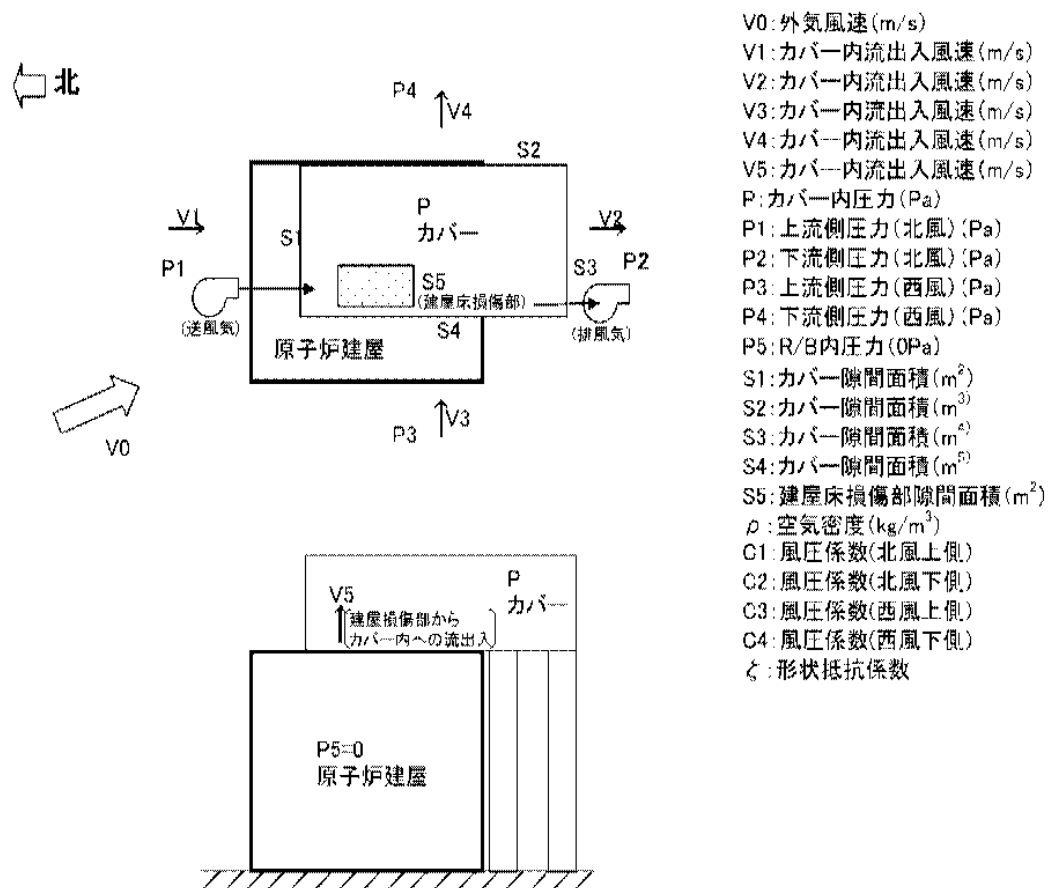 北
P4
V4
S2
V1
P
カバー
V2
S1
P1
S5
(建屋床損傷部)
S3
P2
(送風気)
S4
(排風気)
原子炉建屋
V0
P3
V3
P
カバー
V5
建屋損傷部から
カバー内への流出入
P5=0
原子炉建屋
V0:外気風速(m/s)
V1:カバー内流出入風速(m/s)
V2:カバー内流出入風速(m/s)
V3:カバー内流出入風速(m/s)
V4:カバー内流出入風速(m/s)
V5:カバー内流出入風速(m/s)
P:カバー内圧力(Pa)
P1:上流側圧力(北風)(Pa)
P2:下流側圧力(北風)(Pa)
P3:上流側圧力(西風)(Pa)
P4:下流側圧力(西風)(Pa)
P5:R/B内圧力(0Pa)
S1:カバー隙間面積(m²)
S2:カバー隙間面積(m³)
S3:カバー隙間面積(m⁴)
S4:カバー隙間面積(m⁵)
S5:建屋床損傷部隙間面積(m²)
ρ:空気密度(kg/m³)
C1:風圧係数(北風上側)
C2:風圧係数(北風下側)
C3:風圧係数(西風上側)
C4:風圧係数(西風下側)
ζ:形状抵抗係数